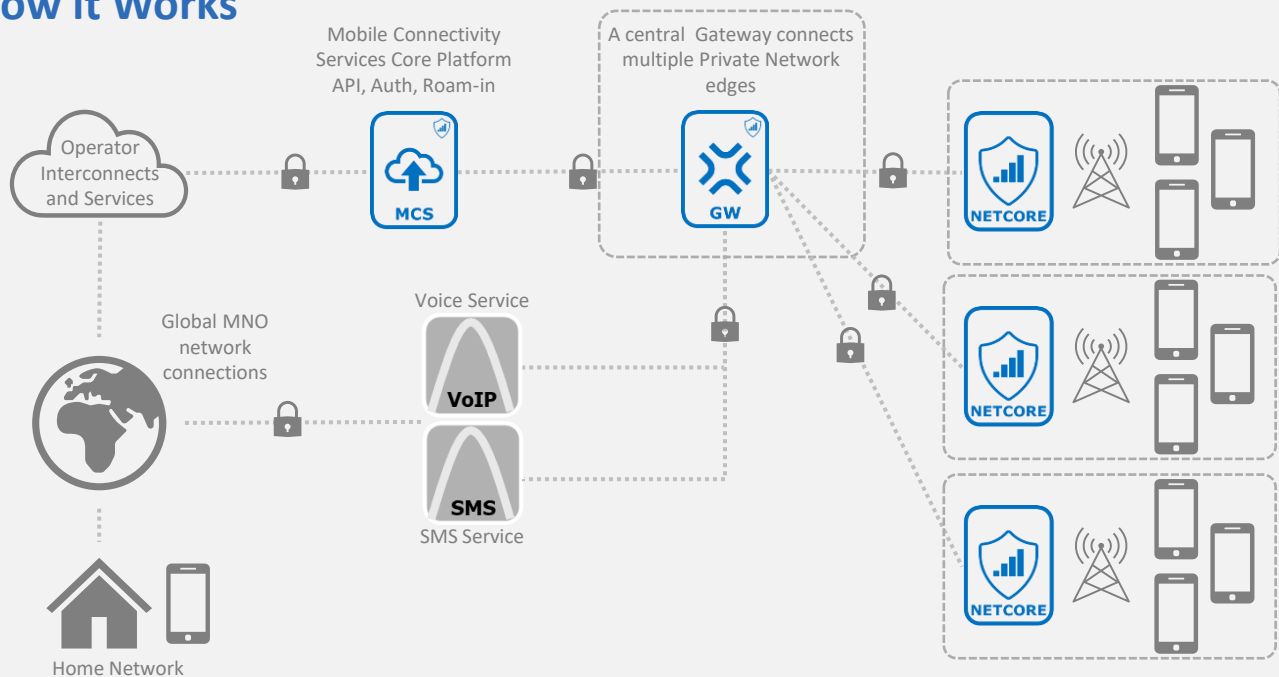 ow it Works
Mobile Connectivity
Services Core Platform
API, Auth, Roam-in
A central Gateway connects
multiple Private Network
edges
Operator
Interconnects
and Services
MCS
GW
NETCORE
Voice Service
Global MNO
network
connections
VoIP
NETCORE
SMS
SMS Service
NETCORE
Home Network